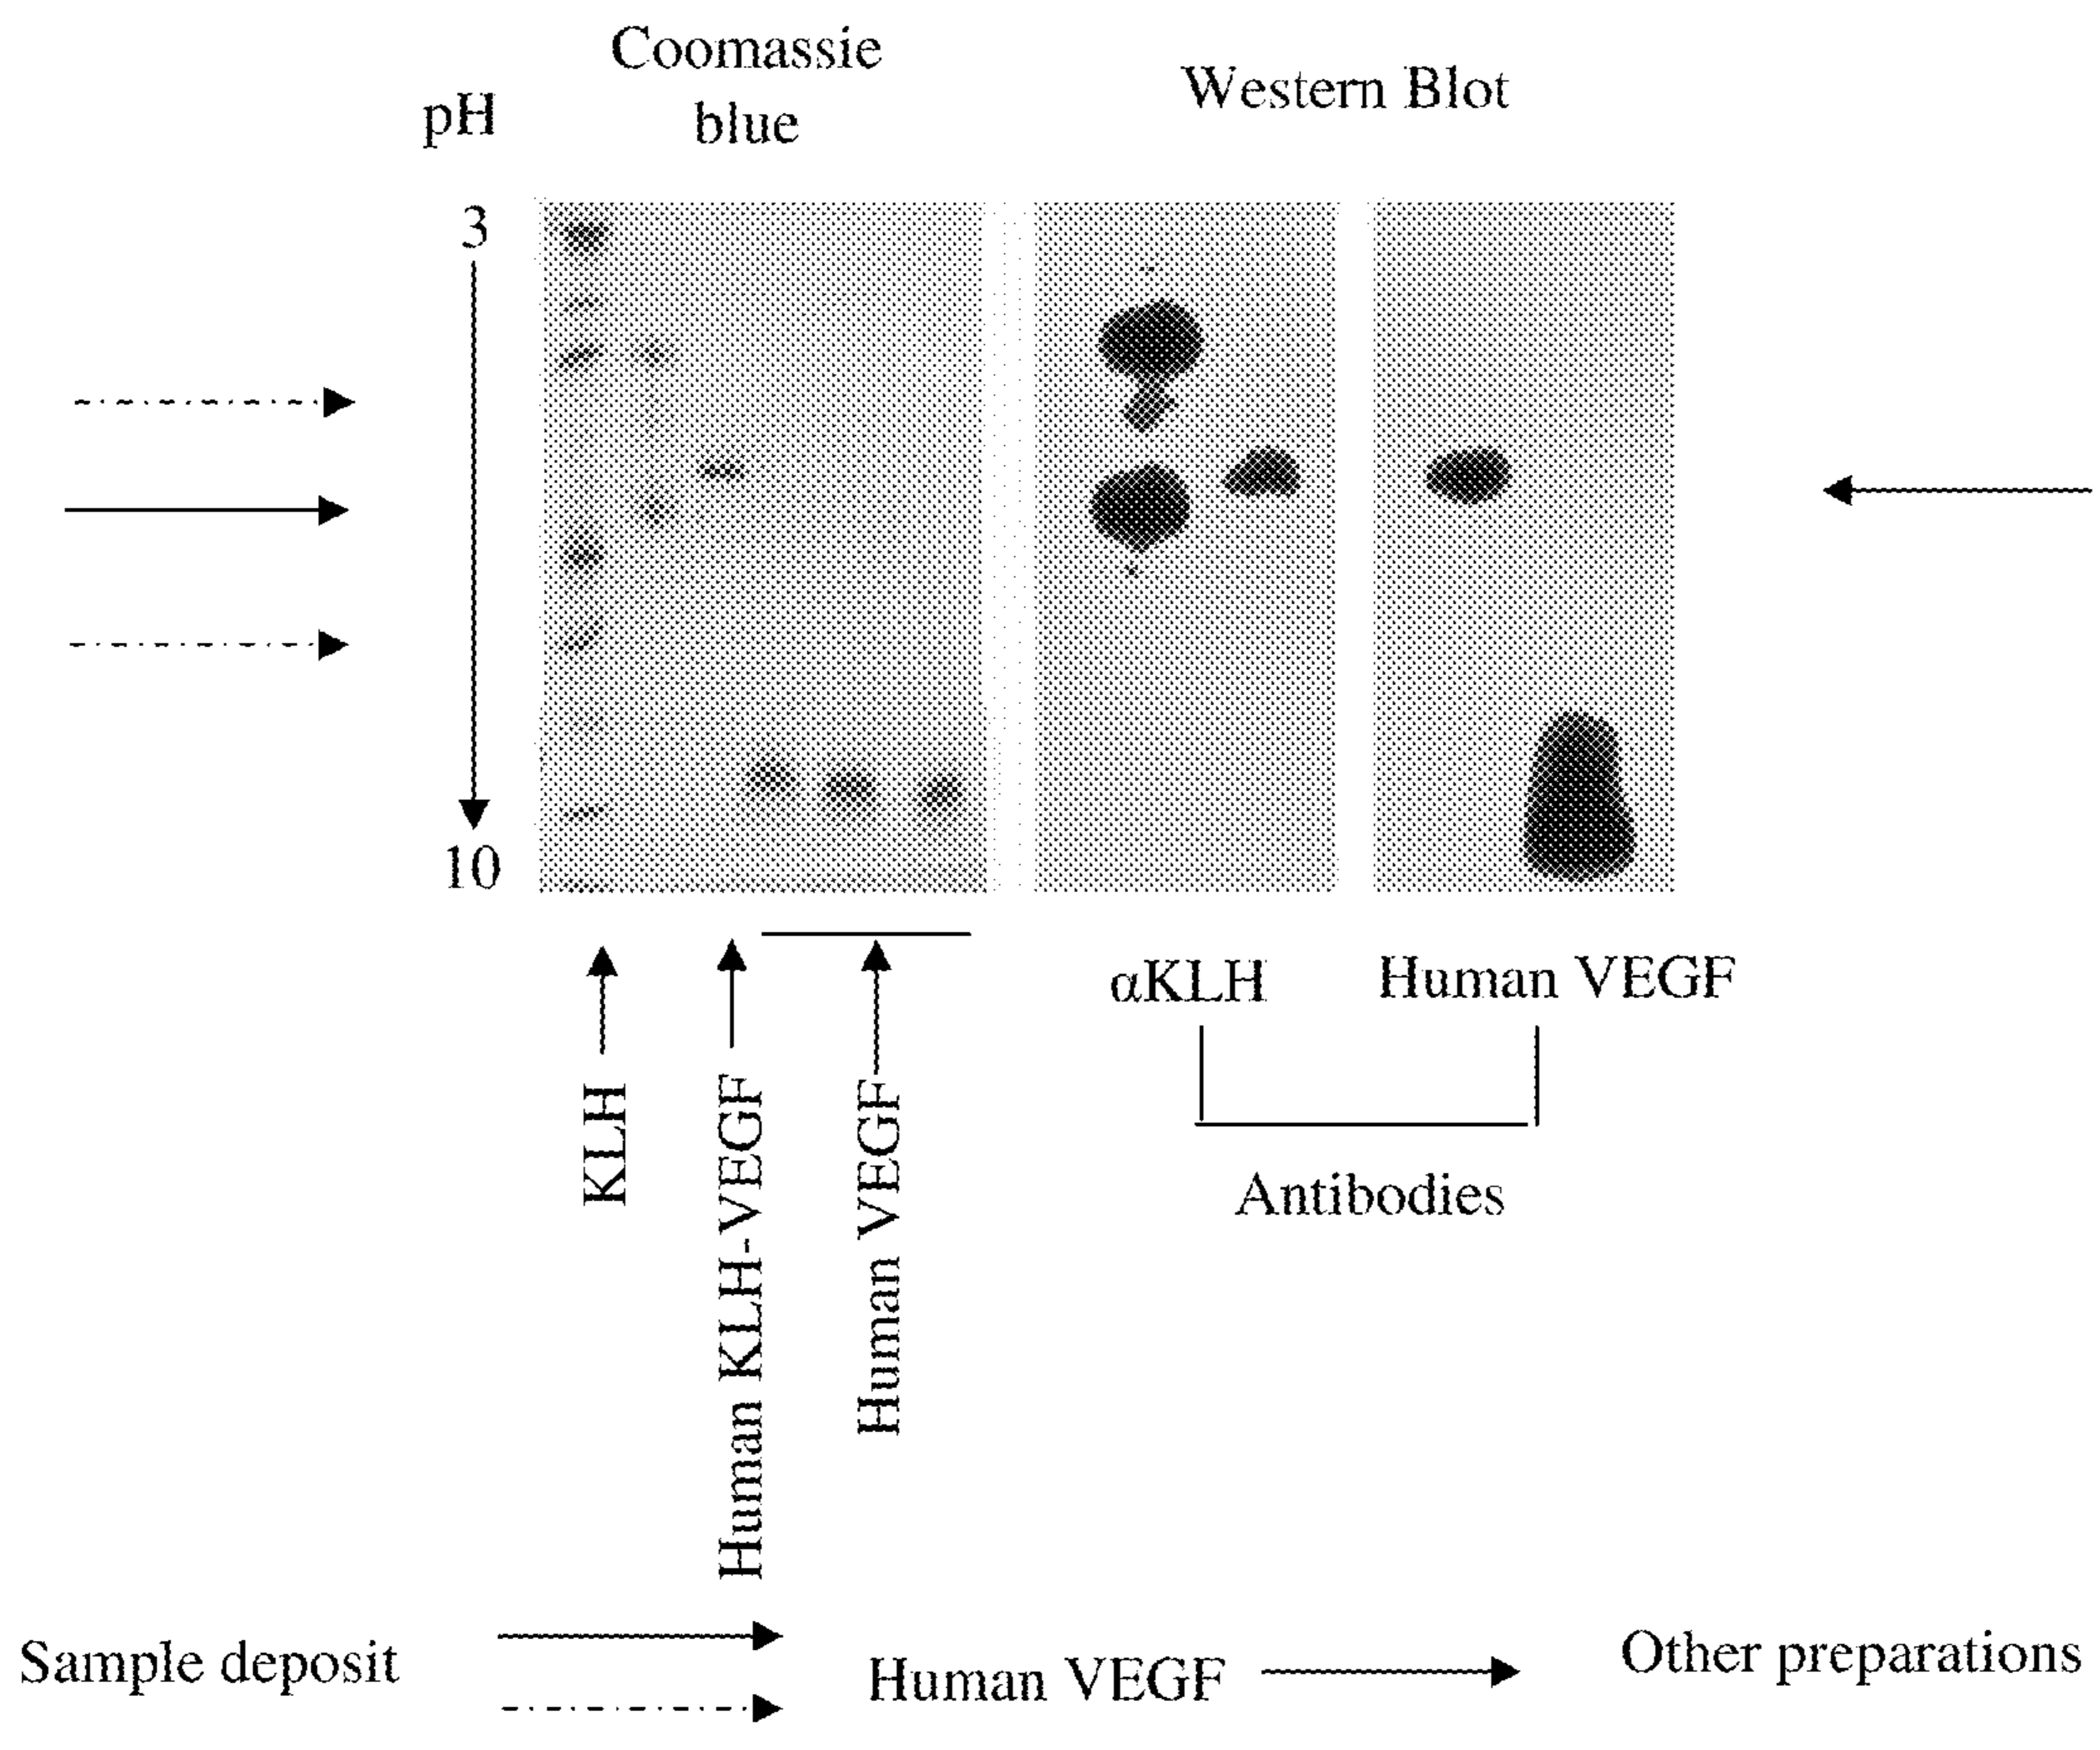 Coomassie
blue
Western Blot
pH
3
10
αKLH
Human VEGF
KLH
Human KLH-VEGF
Human VEGF
Antibodies
Sample deposit
Human VEGF
Other preparations